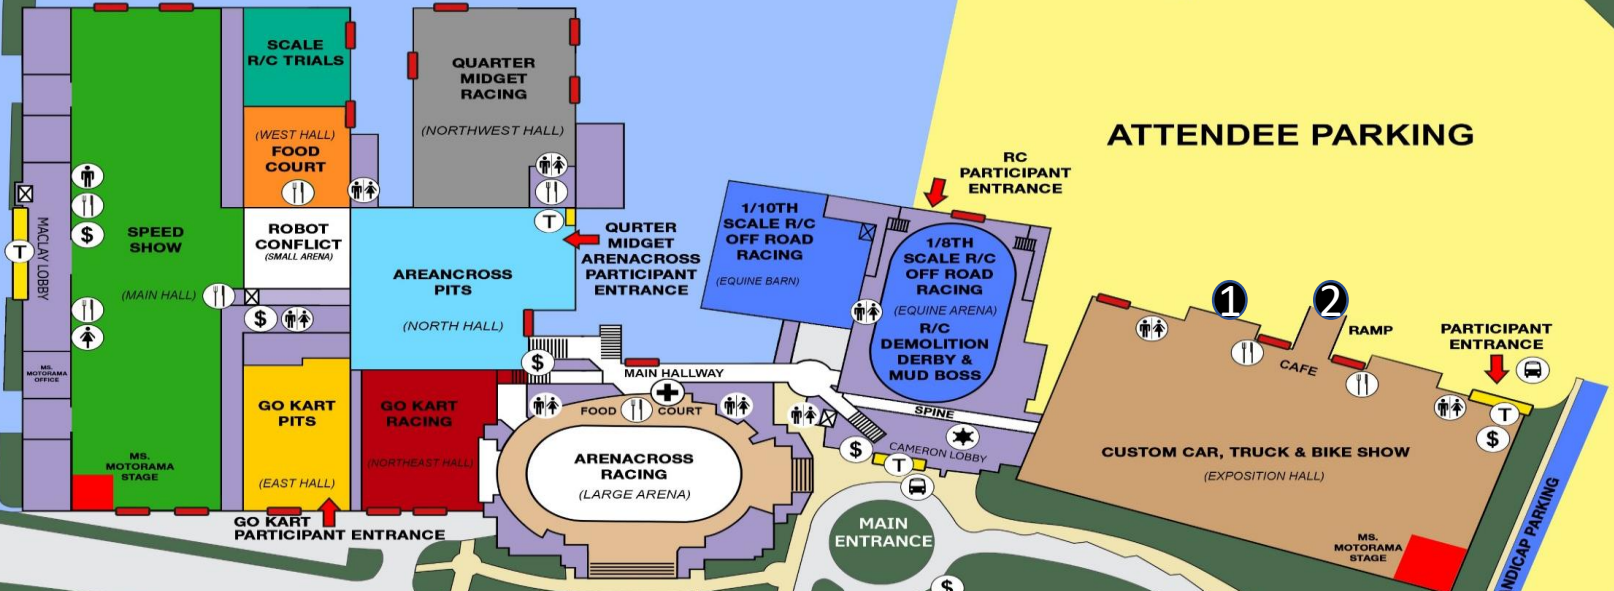 SCALE
R/C TRIALS
(WEST HALL)
FOOD
COURT
QUARTER
MIDGET
RACING
(NORTHWEST HALL)
ATTENDEE PARKING
RC
PARTICIPANT
ENTRANCE
MACLAY LOBBY
T
$
SPEED
SHOW
(MAIN HALL)
ROBOT
CONFLICT
(SMALL ARENA)
$
T
AREANCROSS
PITS
(NORTH HALL)
QURTER
MIDGET
ARENACROSS
PARTICIPANT
ENTRANCE
1/10TH
SCALE R/C
OFF ROAD
RACING
(EQUINE BARN)
1/8TH
SCALE R/C
OFF ROAD
RACING
(EQUINE ARENA)
R/C
DEMOLITION
DERBY &
MUD BOSS
1
2
RAMP
CAFE
PARTICIPANT
ENTRANCE
T
$
MS.
MOTORAMA
OFFICE
MS.
MOTORAMA
STAGE
GO KART
PITS
(EAST HALL)
GO KART
PARTICIPANT ENTRANCE
GO KART
RACING
(NORTHEAST HALL)
$
MAIN HALLWAY
FOOD COURT
ARENACROSS
RACING
(LARGE ARENA)
SPINE
CAMERON LOBBY
$
T
MAIN
ENTRANCE
$
CUSTOM CAR, TRUCK & BIKE SHOW
(EXPOSITION HALL)
MS.
MOTORAMA
STAGE
NDICAP PARKING